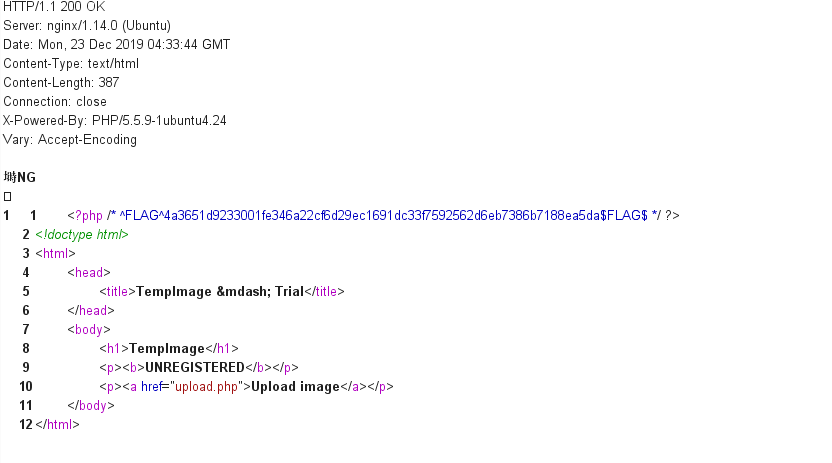 HTTP/1.1 200 OK
Server: nginx/1.14.0 (Ubuntu)
Date: Mon, 23 Dec 2019 04:33:44 GMT
Content-Type: text/html
Content-Length: 387
Connection: close
X-Powered-By: PHP/5.5.9-1ubuntu4.24
Vary: Accept-Encoding
NG
1 1 <?php /* ^FLAG^4a3651d9233001fe346a22cf6d29ec1691dc33f7592562d6eb7386b7188ea5da$FLAG$ */ ?>
2 <!doctype html>
3 <html>
4 <head>
5 <title>TempImage &mdash; Trial</title>
6 </head>
7 <body>
8 <h1>TempImage</h1>
9 <p><b>UNREGISTERED</b></p>
10 <p><a href="upload.php">Upload image</a></p>
11 </body>
12 </html>